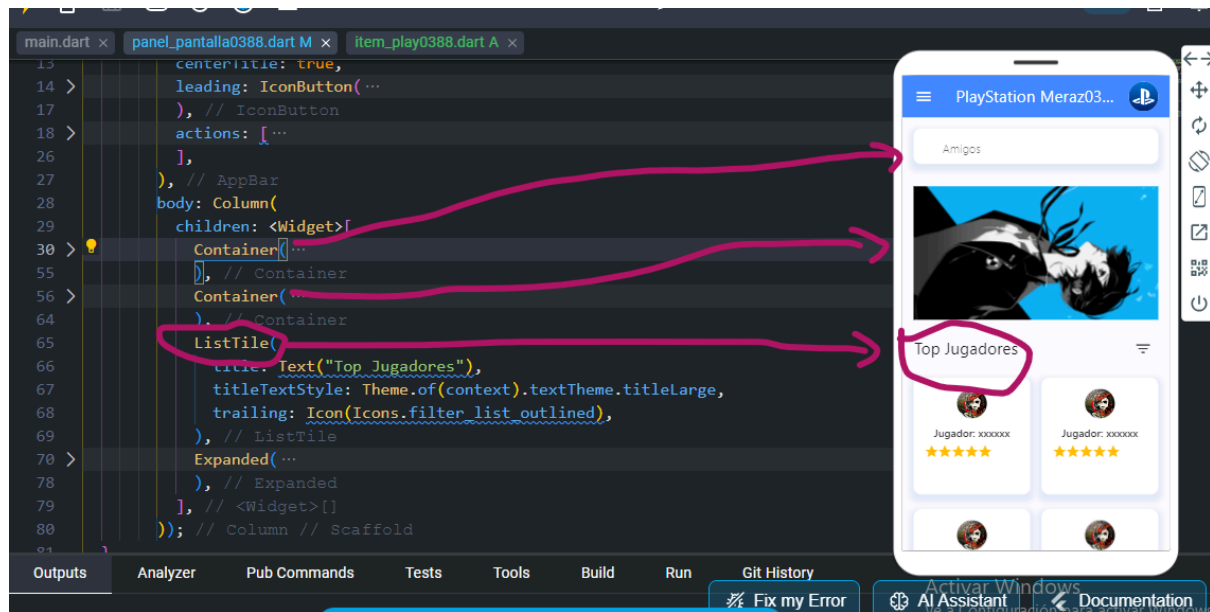 main.dart ×
panel_pantalla0388.dart M ×
item_play0388.dart A ×
13 centerTitle: true,
14 > leading: IconButton( ···
17 ), // IconButton
18 > actions: [ ···
26 ],
27 ), // AppBar
28 body: Column(
29 children: <Widget>[
30 > Container( ···
55 ), // Container
56 > Container( ···
64 ), // Container
65 ListTile(
66 title: Text("Top Jugadores"),
67 titleTextStyle: Theme.of(context).textTheme.titleLarge,
68 trailing: Icon(Icons.filter_list_outlined),
69 ), // ListTile
70 > Expanded( ···
78 ), // Expanded
79 ], // <Widget>[]
80 )); // Column // Scaffold
81 }
PlayStation Meraz03...
Amigos
Top Jugadores
Jugador: xxxxxx
Jugador: xxxxxx
Outputs
Analyzer
Pub Commands
Tests
Tools
Build
Run
Git History
Fix my Error
AI Assistant
Documentation
Activar Windows